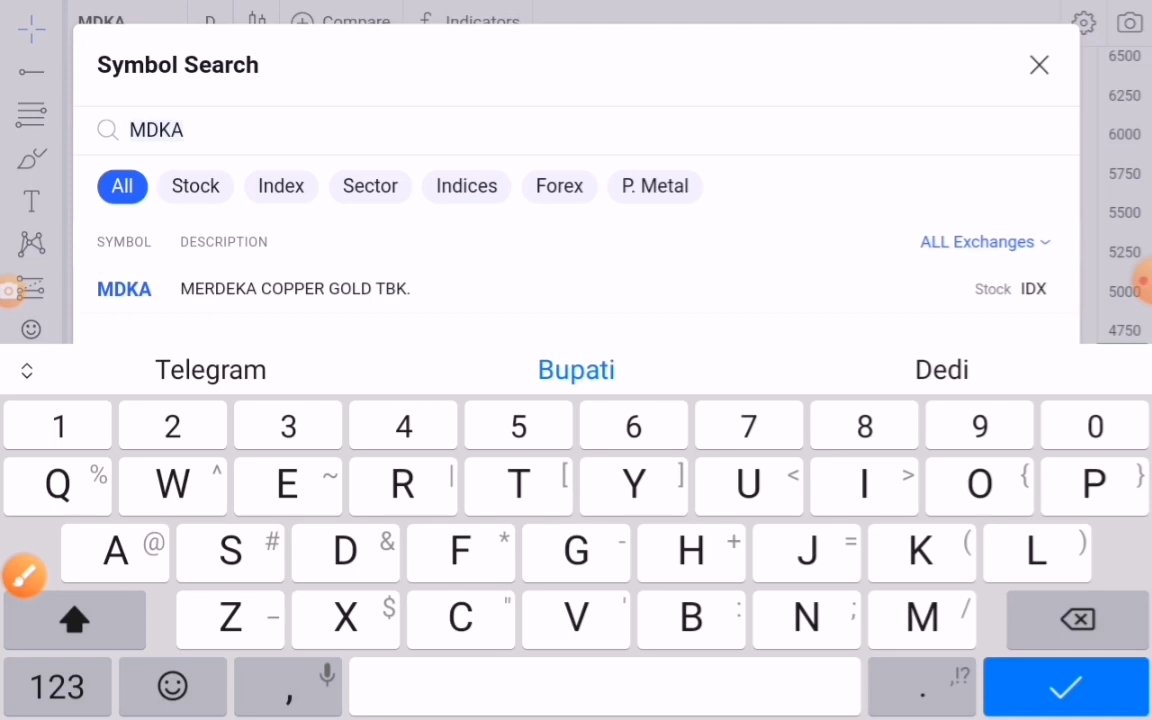 MDKA D Compare Indicators
Symbol Search
MDKA
All Stock Index Sector Indices Forex P. Metal
SYMBOL DESCRIPTION ALL Exchanges
MDKA MERDEKA COPPER GOLD TBK. Stock IDX
6500
6250
6000
5750
5500
5250
5000
4750
Telegram Bupati Dedi
1 2 3 4 5 6 7 8 9 0
Q % W ^ E ~ R | T [ Y ] U < I > O { P }
A @ S # D & F * G - H + J = K ( L )
Z _ X $ C " V ' B : N ; M /
123 , . ,!?